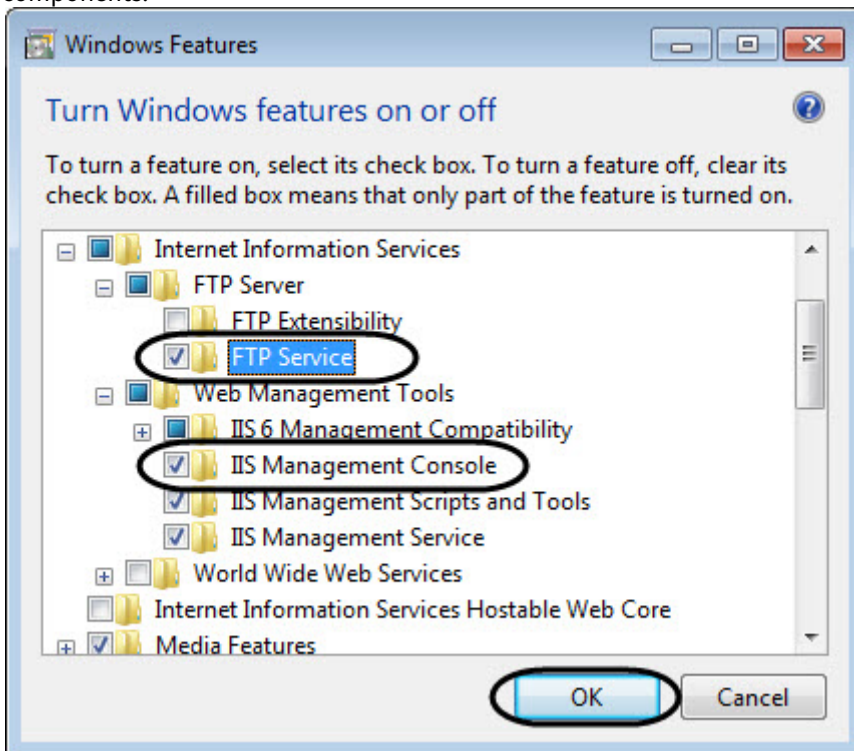 components.
Windows Features
Turn Windows features on or off
To turn a feature on, select its check box. To turn a feature off, clear its
check box. A filled box means that only part of the feature is turned on.
Internet Information Services
FTP Server
FTP Extensibility
FTP Service
Web Management Tools
IIS 6 Management Compatibility
IIS Management Console
IIS Management Scripts and Tools
IIS Management Service
World Wide Web Services
Internet Information Services Hostable Web Core
Media Features
OK Cancel